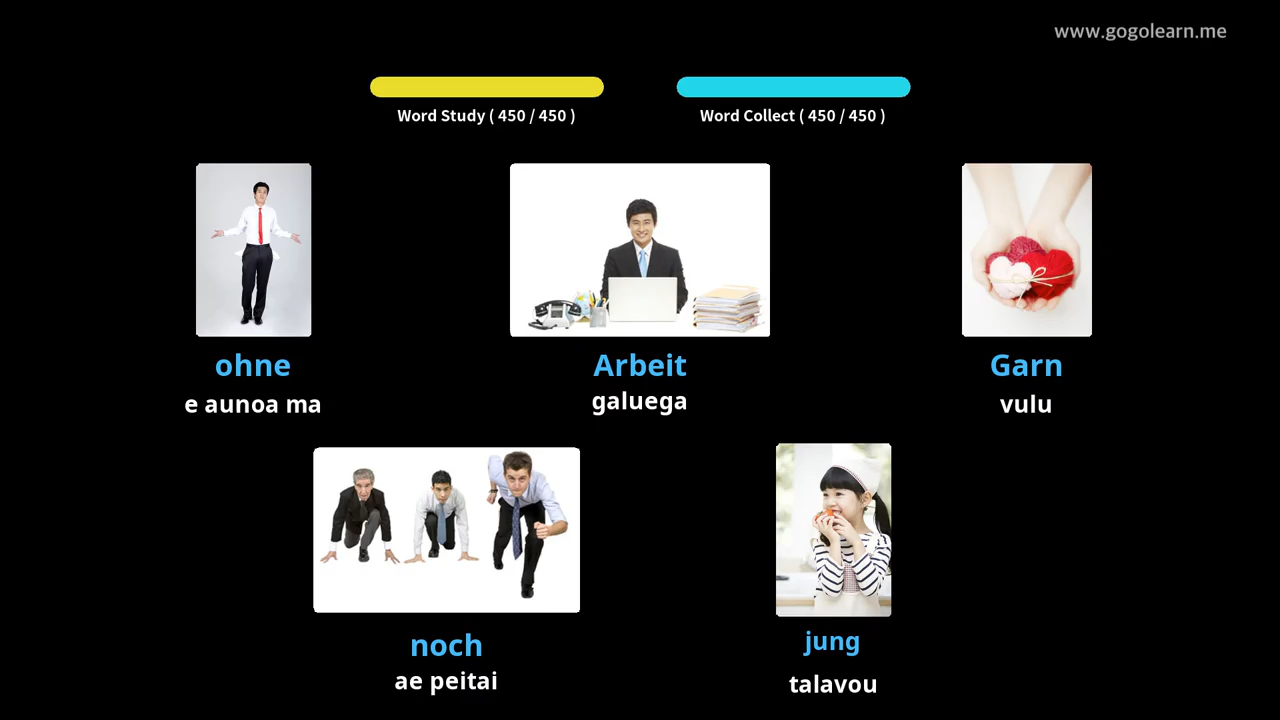 www.gogolearn.me
Word Study ( 450 / 450 )
Word Collect ( 450 / 450 )
ohne
e aunoa ma
Arbeit
galuega
Garn
vulu
noch
ae peitai
jung
talavou